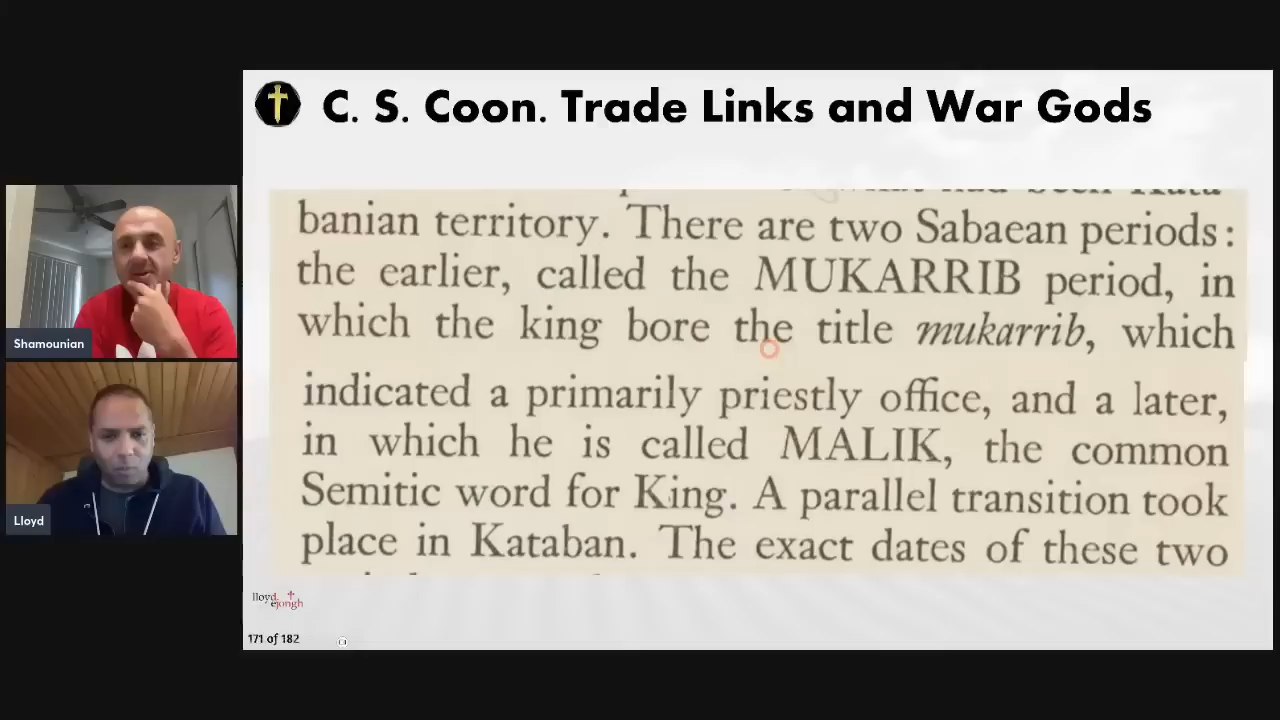 C. S. Coon. Trade Links and War Gods
banian territory. There are two Sabaean periods:
the earlier, called the MUKARRIB period, in
which the king bore the title mukarrib, which
indicated a primarily priestly office, and a later,
in which he is called MALIK, the common
Semitic word for King. A parallel transition took
place in Kataban. The exact dates of these two
Shamounian
Lloyd
lloyd
ejongh
171 of 182